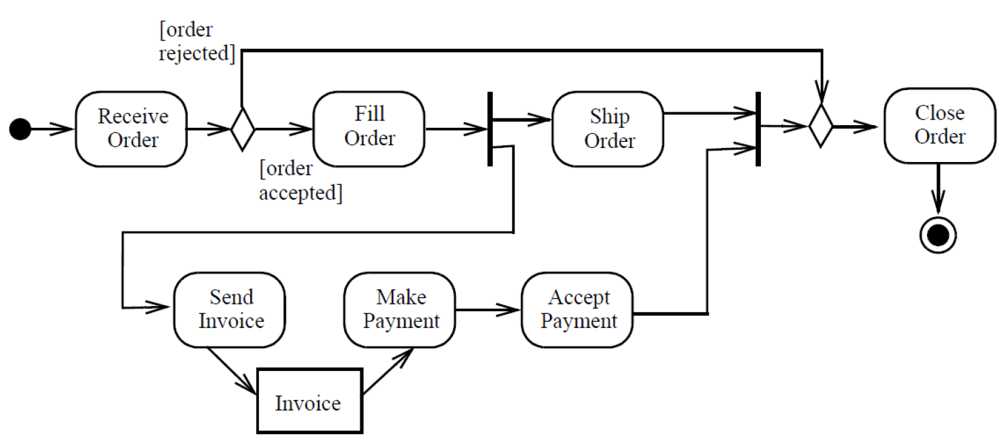 [order
rejected]
Receive
Order
Fill
Order
Ship
Order
Close
Order
[order
accepted]
Send
Invoice
Make
Payment
Accept
Payment
Invoice